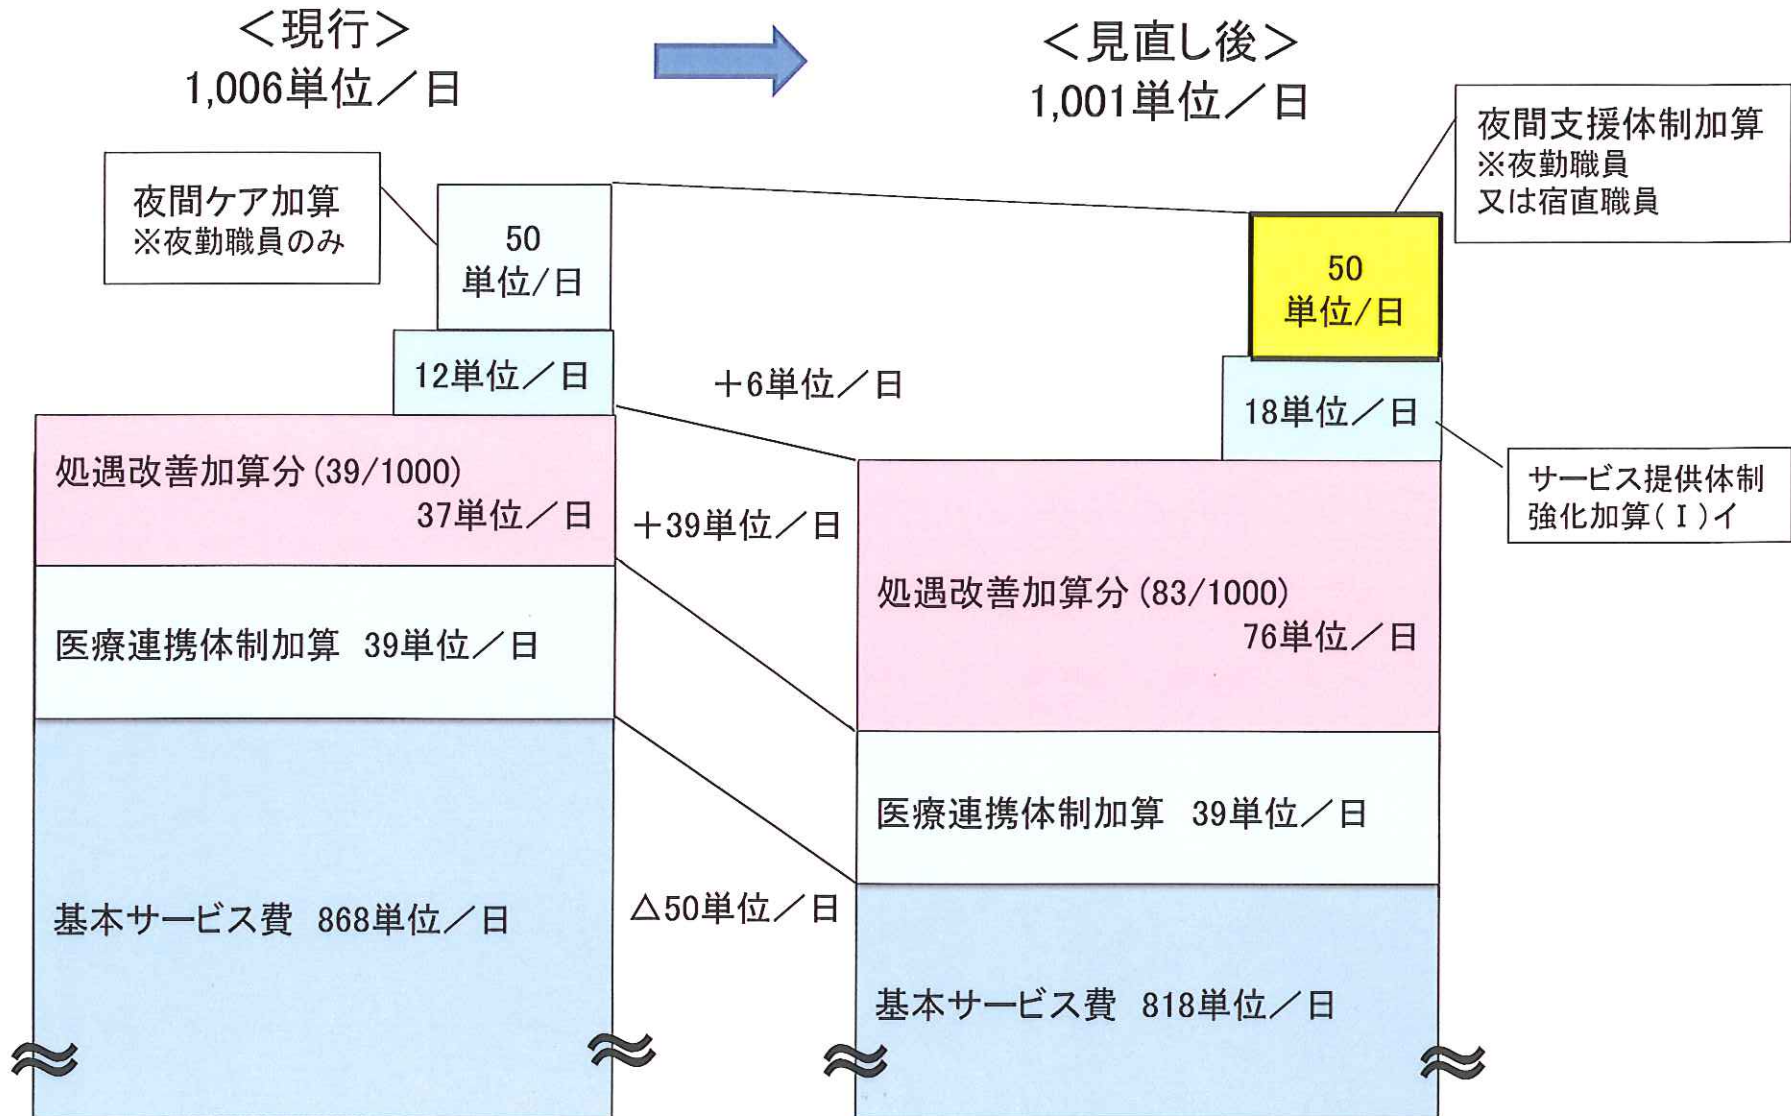 ＜現行＞
1,006単位／日
＜見直し後＞
1,001単位／日
夜間ケア加算
※夜勤職員のみ
50
単位/日
夜間支援体制加算
※夜勤職員
又は宿直職員
50
単位/日
12単位／日
＋6単位／日
18単位／日
サービス提供体制
強化加算(Ⅰ)イ
処遇改善加算分(39/1000)
37単位／日
＋39単位／日
処遇改善加算分(83/1000)
76単位／日
医療連携体制加算 39単位／日
医療連携体制加算 39単位／日
基本サービス費 868単位／日
△50単位／日
基本サービス費 818単位／日